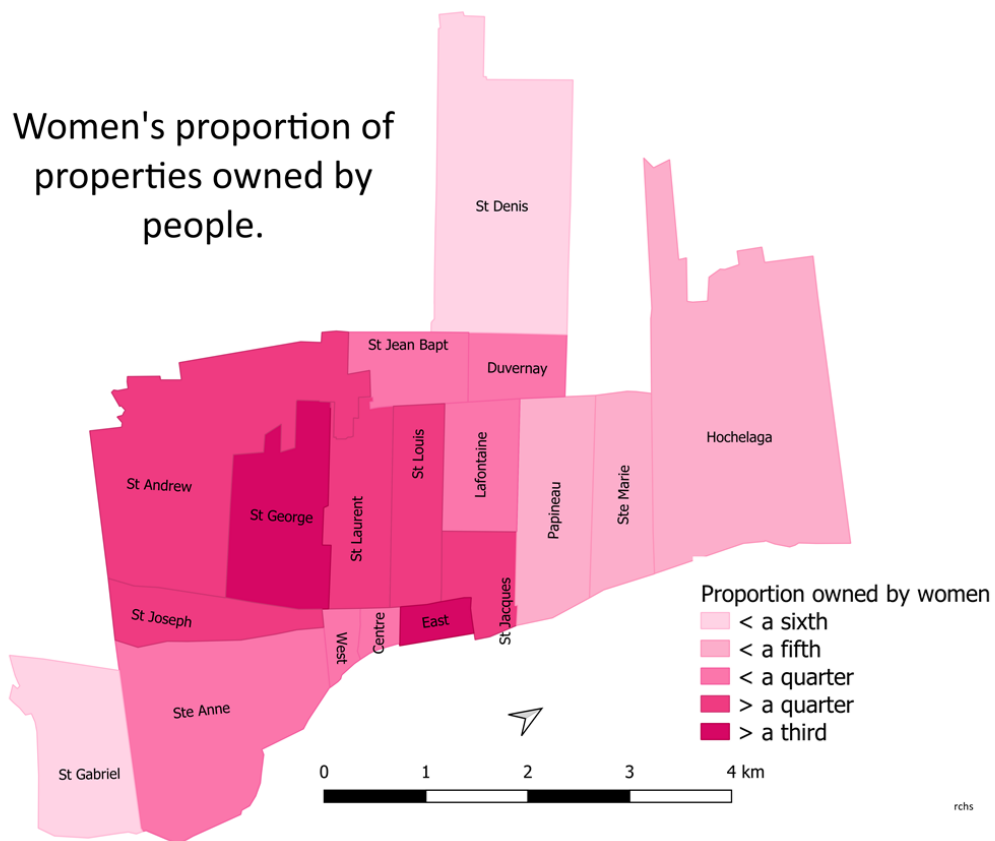 Women's proportion of
properties owned by
people.
St Denis
St Jean Bapt
Duvernay
Hochelaga
St Andrew
St George
St Laurent
St Louis
Lafontaine
Papineau
Ste Marie
St Joseph
West
Centre
East
St Jacques
Ste Anne
St Gabriel
Proportion owned by women
< a sixth
< a fifth
< a quarter
> a quarter
> a third
0 1 2 3 4 km
rchs